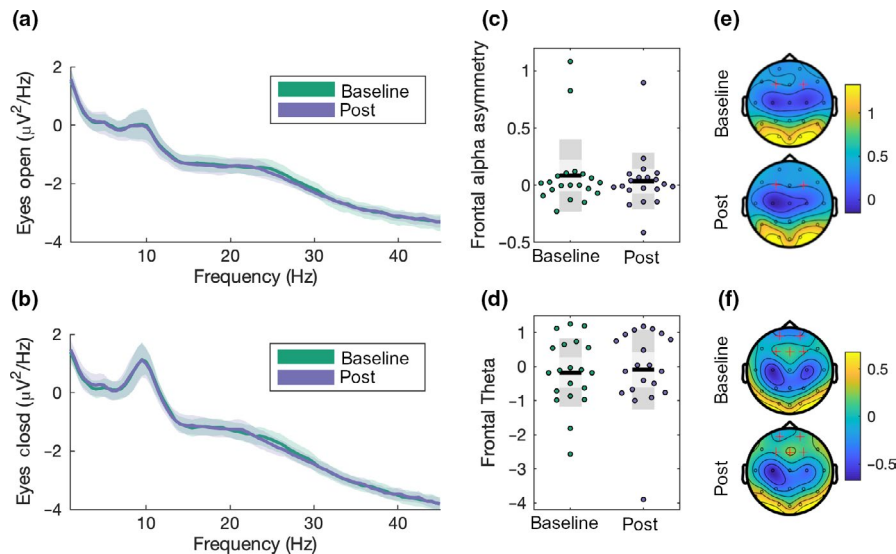 (a)
Eyes open (μV²/Hz)
2
0
−2
−4
10
20
30
40
Frequency (Hz)
Baseline
Post
(b)
Eyes closd (μV²/Hz)
2
0
−2
−4
10
20
30
40
Frequency (Hz)
Baseline
Post
(c)
Frontal alpha asymmetry
1
0.5
0
−0.5
Baseline
Post
(d)
Frontal Theta
1
0
−1
−2
−3
−4
Baseline
Post
(e)
Baseline
Post
1
0
(f)
Baseline
Post
0.5
0
−0.5